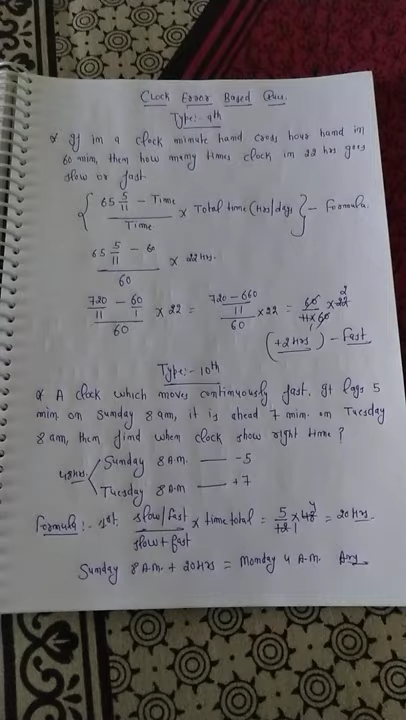 Clock Error Based Que.
Type:- 9th
Q If in a clock minute hand cross hour hand in
60 min, then how many times clock in 22 hrs goes
slow or fast
{ (65 5/11 - Time)/Time × Total time (hrs/days) } - Formula.
(65 5/11 - 60)/60 × 22 hrs.
(720/11 - 60/1)/60 × 22 = ((720-660)/11)/60 × 22 = 60/(11×60) × 22 2
1
(+2 Hrs) - Fast
Type:- 10th
Q A clock which moves continuously fast. It lags 5
min on Sunday 8 am, it is ahead 7 min on Tuesday
8 am, then find when clock show right time?
48 Hrs. Sunday 8 A.M. — -5
Tuesday 8 A.M — +7
Formula:- 1st. slow/fast / slow+fast × time total = 5/12 × 48 4 = 20 Hrs.
1
Sunday 8 A.M. + 20 Hrs = Monday 4 A.M. Ans